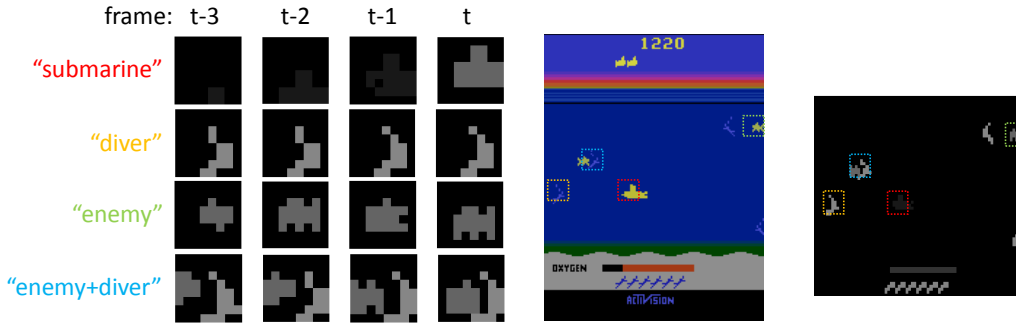 frame: t-3 t-2 t-1 t
“submarine”
“diver”
“enemy”
“enemy+diver”
1220
OXYGEN
ACTIVISION